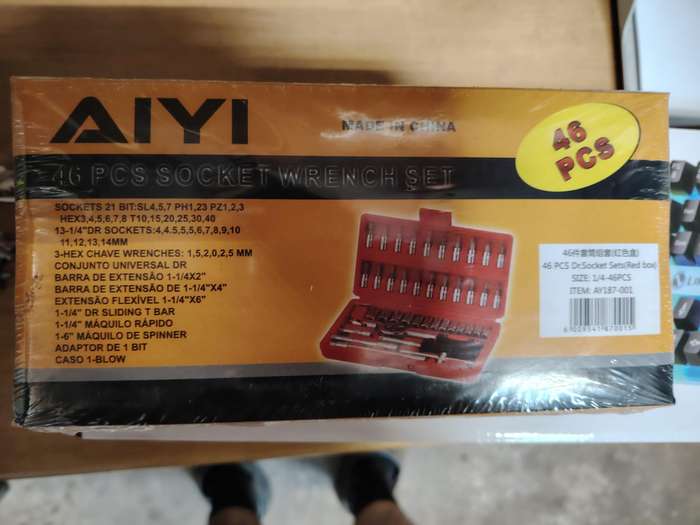 AIYI
MADE IN CHINA
46
PCS
46 PCS SOCKET WRENCH SET
SOCKETS 21 BIT:SL4,5,7 PH1,23 PZ1,2,3
HEX3,4,5,6,7,8 T10,15,20,25,30,40
13-1/4"DR SOCKETS:4,4.5,5,5,6,7,8,9,10
11,12,13,14MM
3-HEX CHAVE WRENCHES: 1,5,2,0,2,5 MM
CONJUNTO UNIVERSAL DR
BARRA DE EXTENSÃO 1-1/4X2"
BARRA DE EXTENSÃO DE 1-1/4"X4"
EXTENSÃO FLEXÍVEL 1-1/4"X6"
1-1/4" DR SLIDING T BAR
1-1/4" MÁQUILO RÁPIDO
1-6" MÁQUILO DE SPINNER
ADAPTOR DE 1 BIT
CASO 1-BLOW
46件套筒组套(红色盒)
46 PCS Dr.Socket Sets(Red box)
SIZE: 1/4-46PCS
ITEM: AY187-001
6009541870015